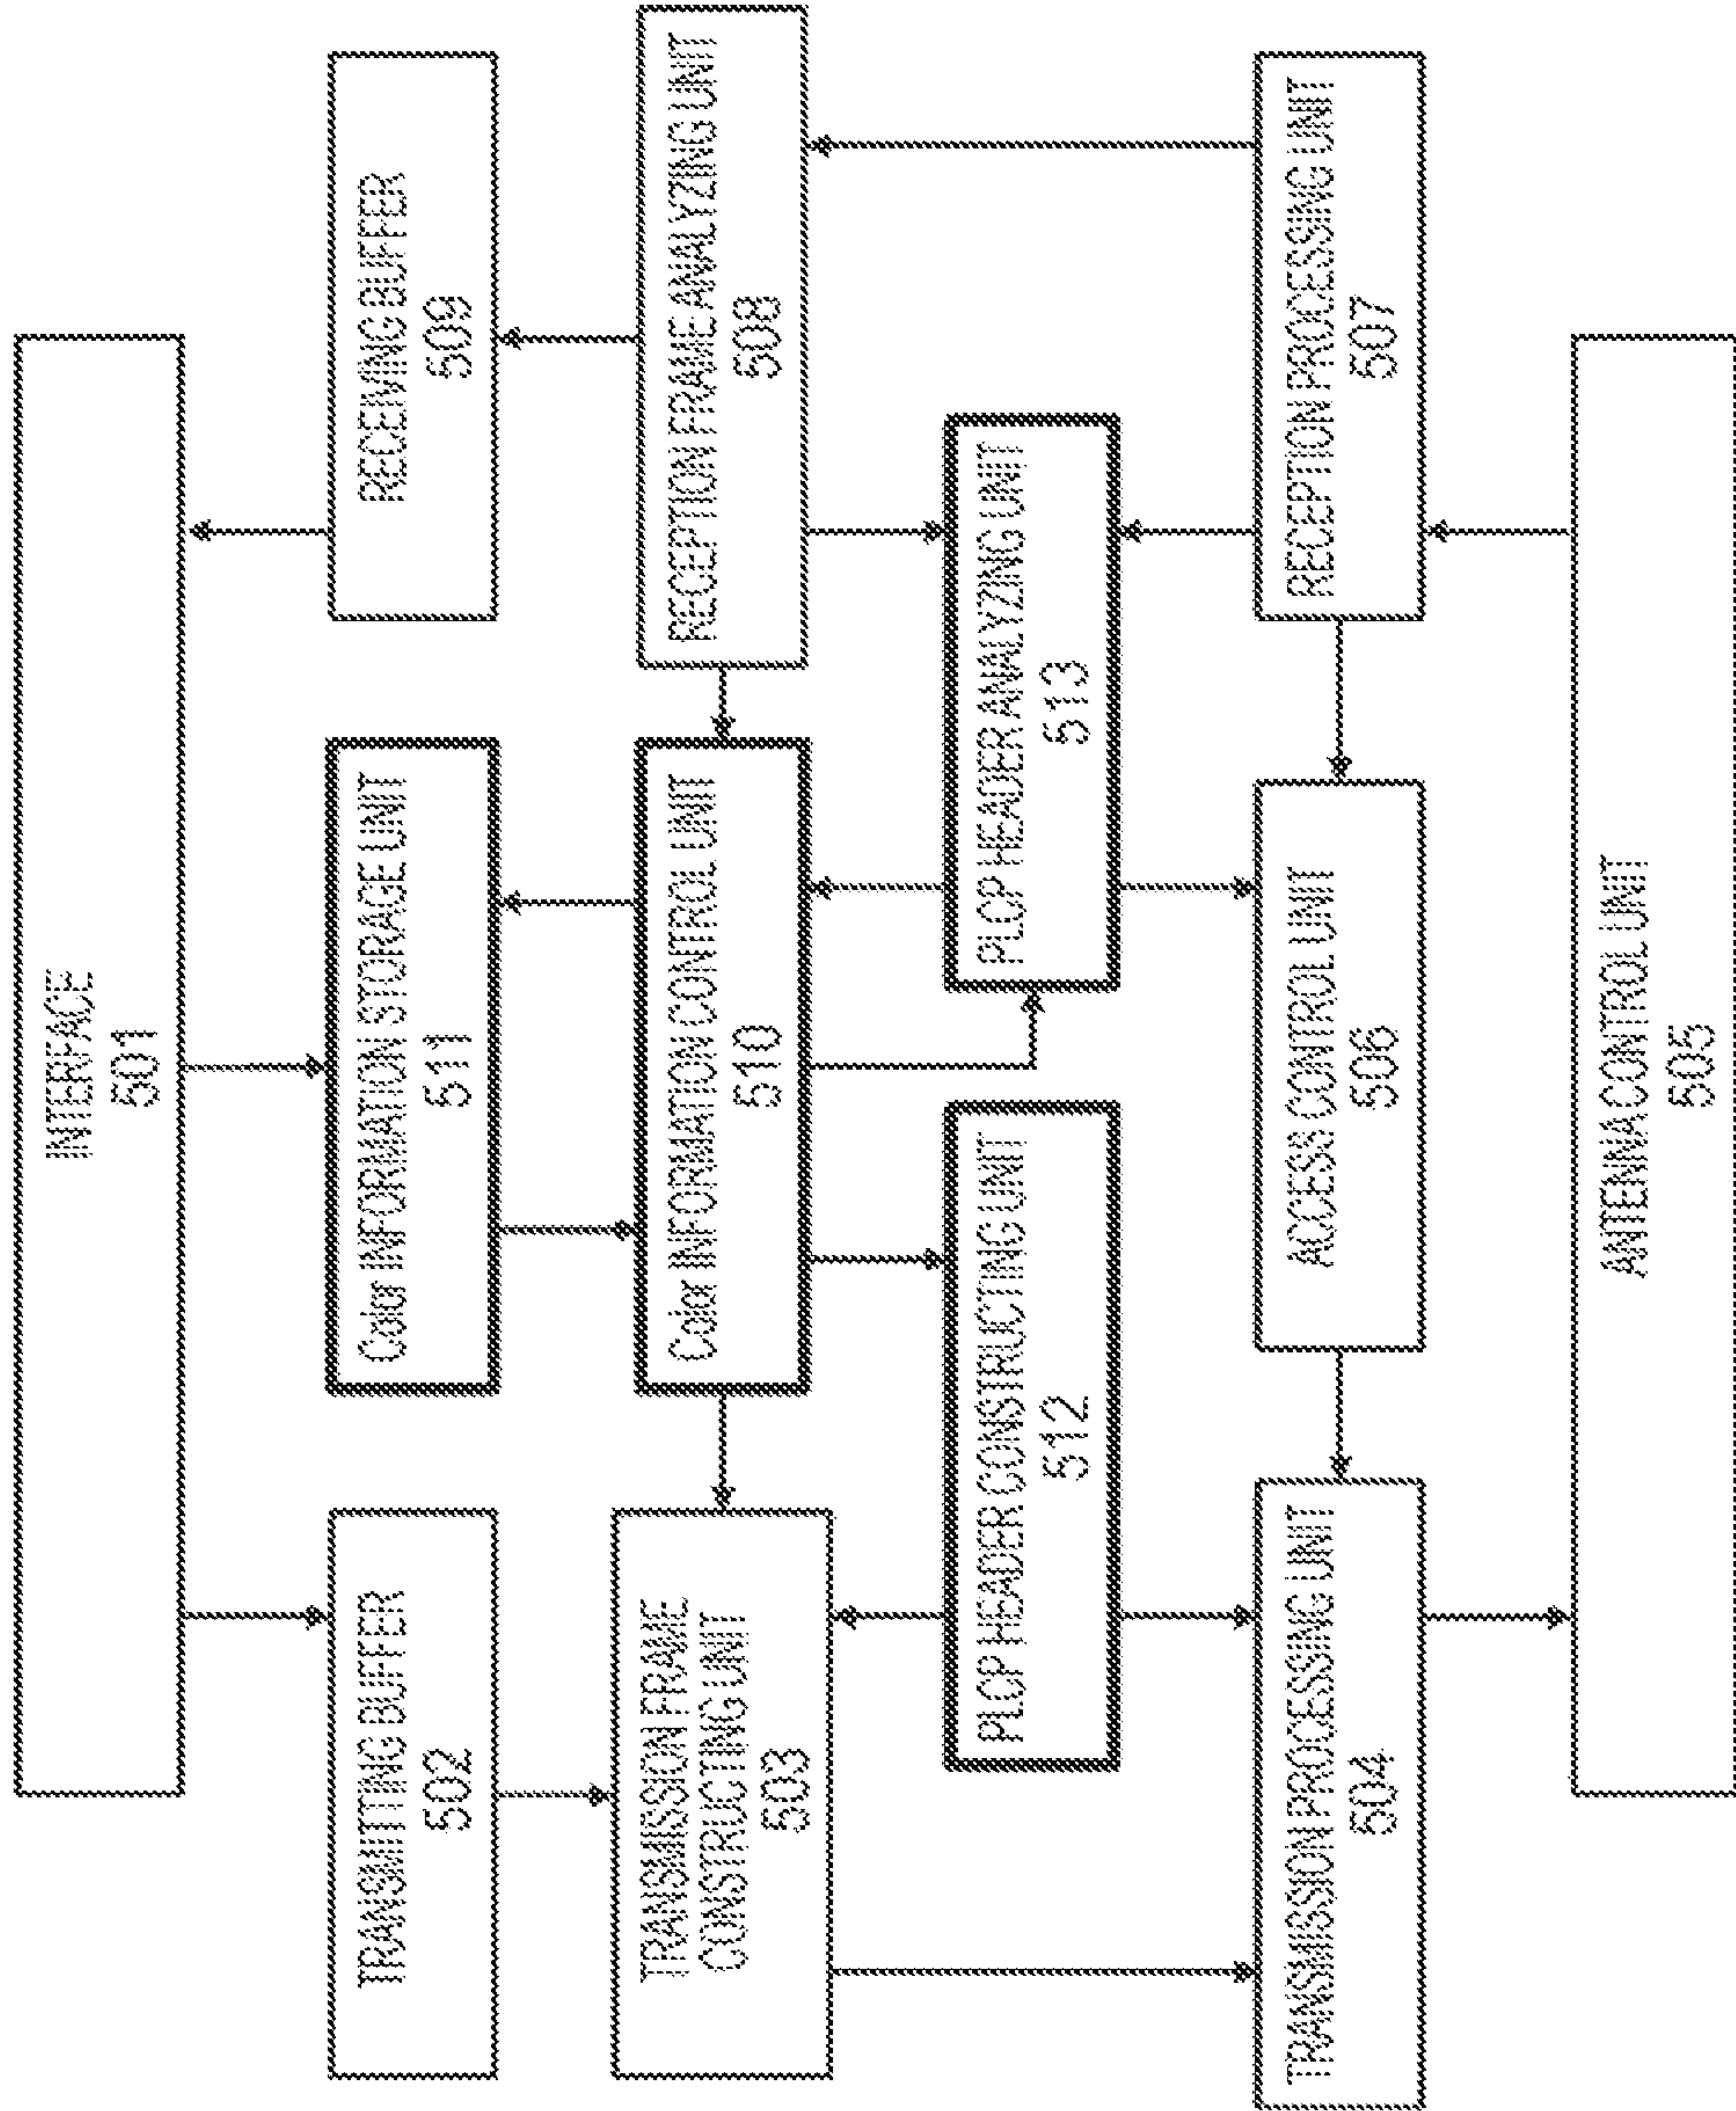 INTERFACE
501
TRANSMITTING BUFFER
502
Color INFORMATION STORAGE UNIT
511
RECEIVING BUFFER
509
TRANSMISSION FRAME
CONSTRUCTING UNIT
503
Color INFORMATION CONTROL UNIT
510
RECEPTION FRAME ANALYZING UNIT
508
PLCP HEADER CONSTRUCTING UNIT
512
PLCP HEADER ANALYZING UNIT
513
TRANSMISSION PROCESSING UNIT
504
ACCESS CONTROL UNIT
506
RECEPTION PROCESSING UNIT
507
ANTENNA CONTROL UNIT
505